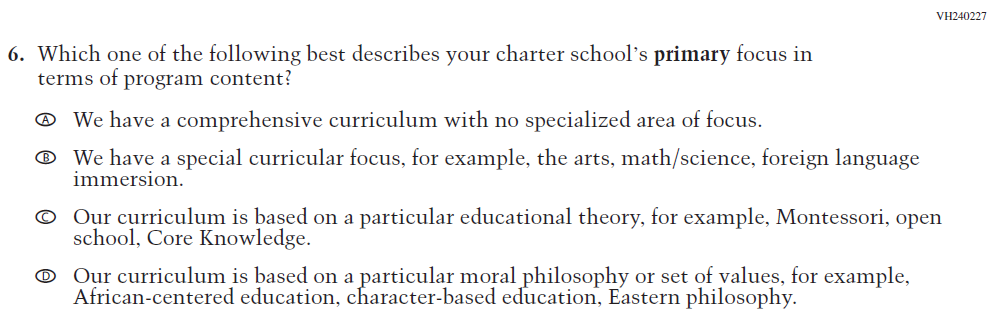 VH240227
6. Which one of the following best describes your charter school's primary focus in
terms of program content?
A We have a comprehensive curriculum with no specialized area of focus.
B We have a special curricular focus, for example, the arts, math/science, foreign language
immersion.
C Our curriculum is based on a particular educational theory, for example, Montessori, open
school, Core Knowledge.
D Our curriculum is based on a particular moral philosophy or set of values, for example,
African-centered education, character-based education, Eastern philosophy.